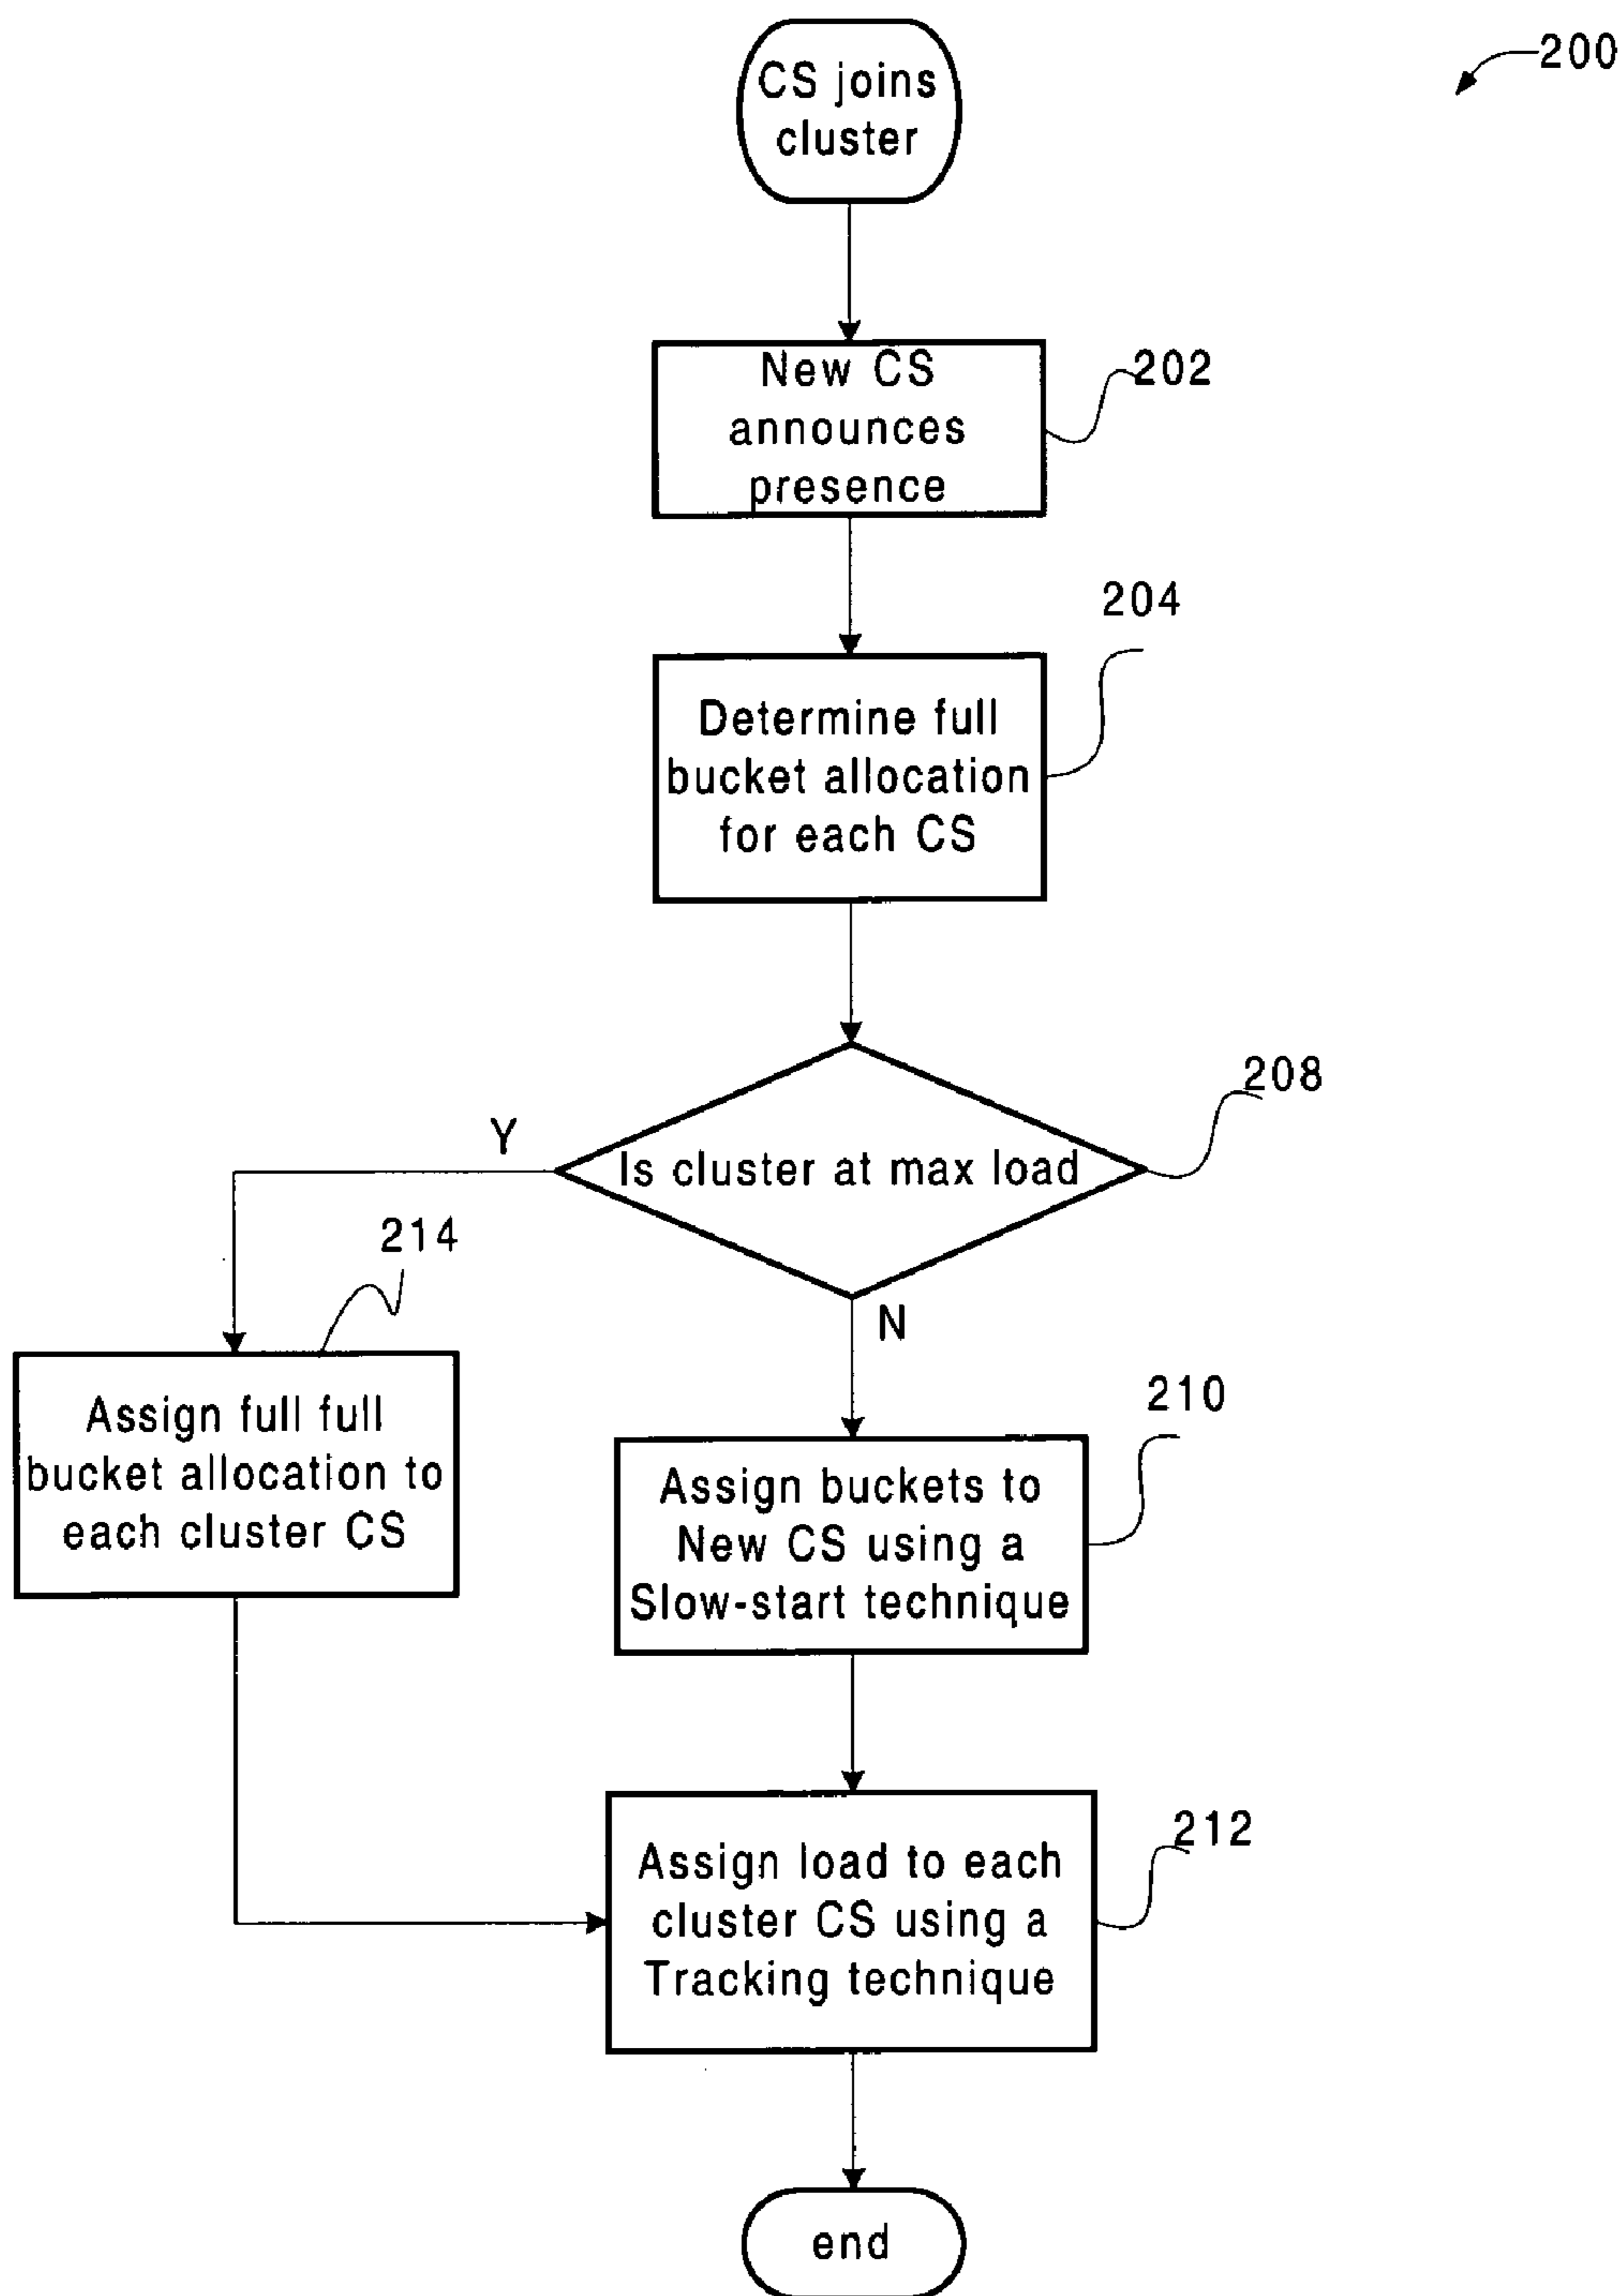 200
CS joins
cluster
New CS
announces
presence
202
204
Determine full
bucket allocation
for each CS
208
Y
Is cluster at max load
214
N
Assign full full
bucket allocation to
each cluster CS
210
Assign buckets to
New CS using a
Slow-start technique
212
Assign load to each
cluster CS using a
Tracking technique
end